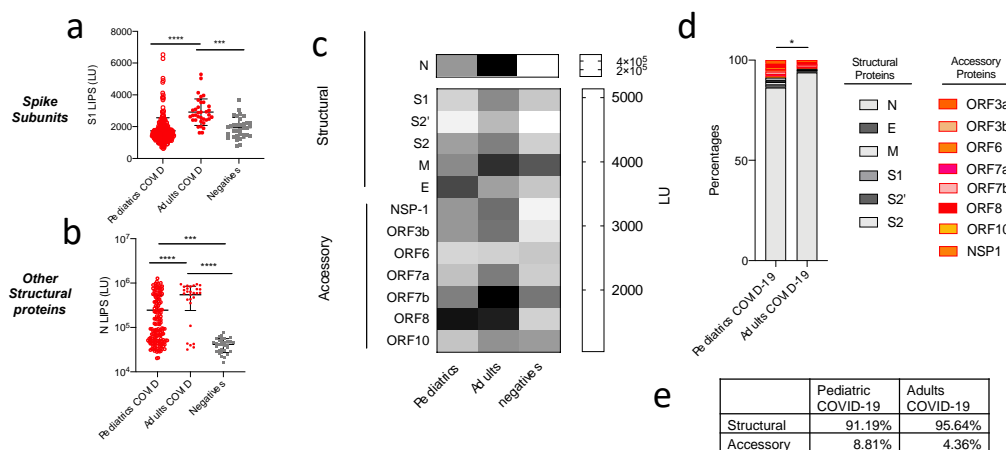 a
Spike
Subunits
S1 LIPS (LU)
8000
6000
4000
2000
0
****
***
Pediatrics COVID
Adults COVID
Negatives
b
Other
Structural
proteins
N LIPS (LU)
10^7
10^6
10^5
10^4
***
****
****
Pediatrics COVID
Adults COVID
Negatives
c
Structural
Accessory
N
S1
S2'
S2
M
E
NSP-1
ORF3b
ORF6
ORF7a
ORF7b
ORF8
ORF10
Pediatrics
Adults
negatives
4×10^5
2×10^5
5000
4000
3000
2000
LU
d
*
Percentages
100
50
0
Pediatrics COVID-19
Adults COVID-19
Structural
Proteins
N
E
M
S1
S2'
S2
Accessory
Proteins
ORF3a
ORF3b
ORF6
ORF7a
ORF7b
ORF8
ORF10
NSP1
e
Pediatric COVID-19 Adults COVID-19
Structural 91.19% 95.64%
Accessory 8.81% 4.36%